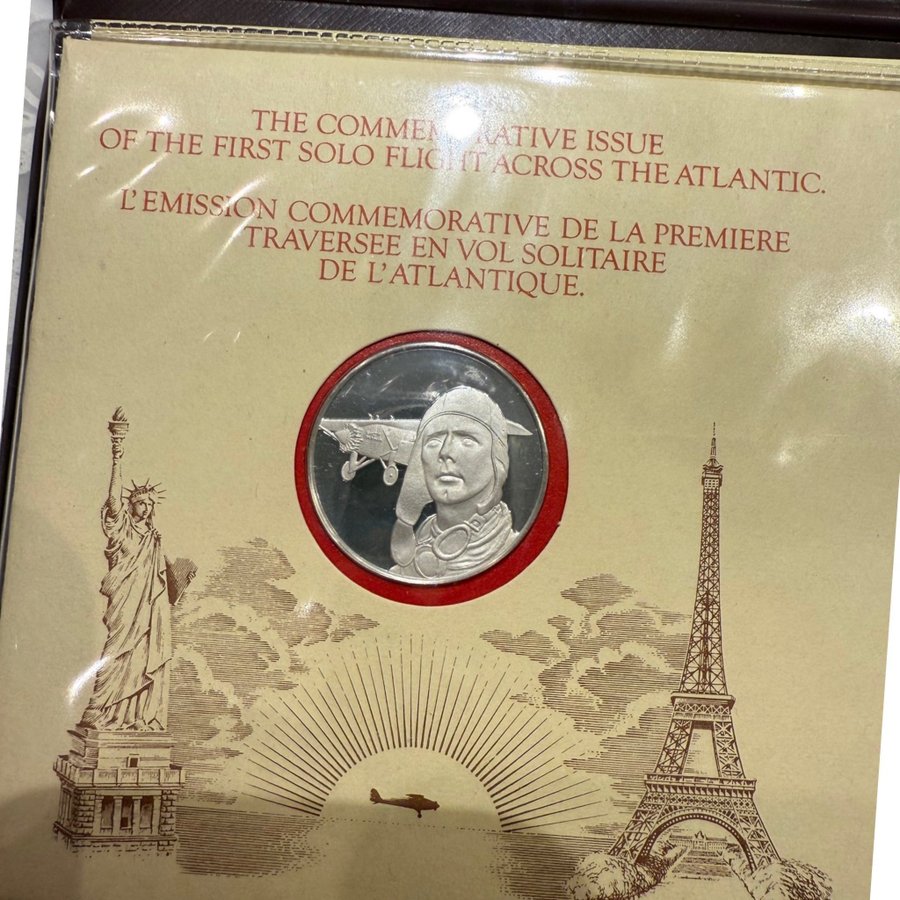 THE COMMEMORATIVE ISSUE
OF THE FIRST SOLO FLIGHT ACROSS THE ATLANTIC.
L'EMISSION COMMEMORATIVE DE LA PREMIERE
TRAVERSEE EN VOL SOLITAIRE
DE L'ATLANTIQUE.